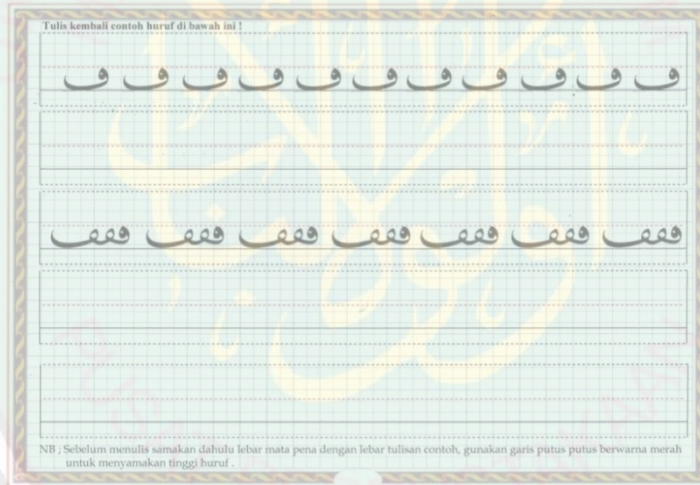 Tulis kembali contoh huruf di bawah ini !
ف ف ف ف ف ف ف ف ف ف ف
ففف ففف ففف ففف ففف ففف ففف
NB ; Sebelum menulis samakan dahulu lebar mata pena dengan lebar tulisan contoh, gunakan garis putus putus berwarna merah
untuk menyamakan tinggi huruf .